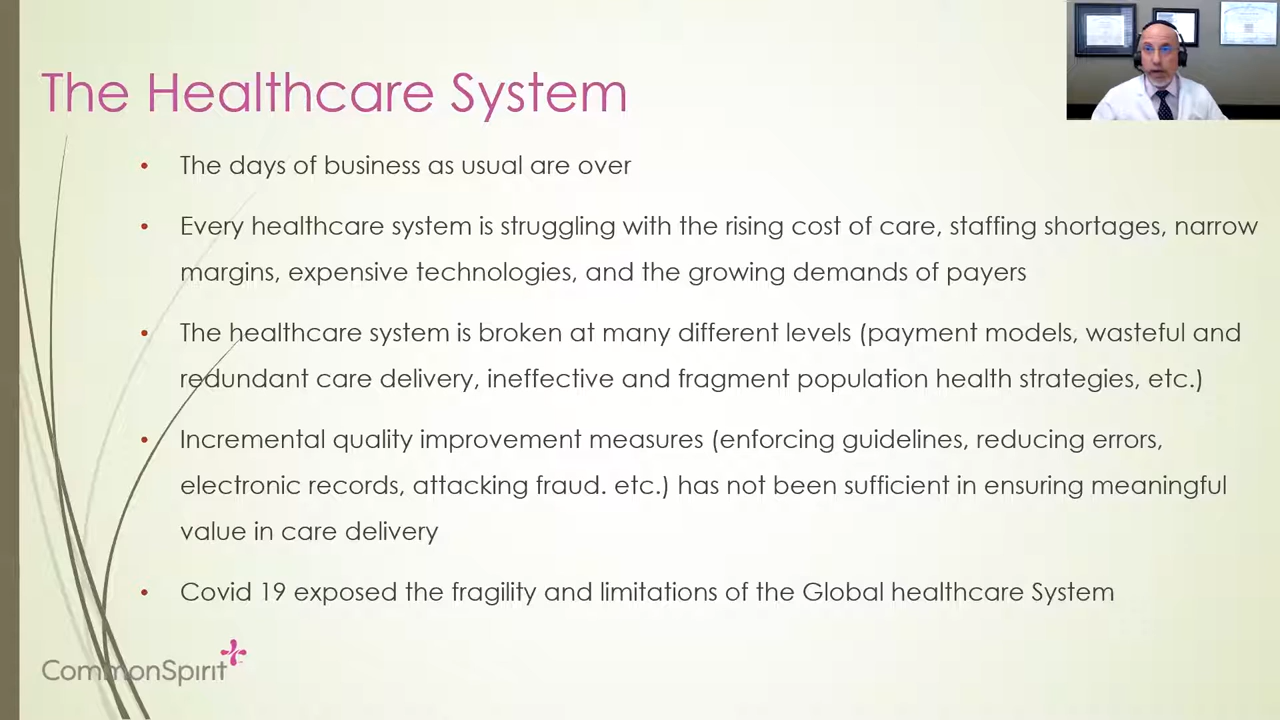 The Healthcare System
• The days of business as usual are over
• Every healthcare system is struggling with the rising cost of care, staffing shortages, narrow
margins, expensive technologies, and the growing demands of payers
• The healthcare system is broken at many different levels (payment models, wasteful and
redundant care delivery, ineffective and fragment population health strategies, etc.)
• Incremental quality improvement measures (enforcing guidelines, reducing errors,
electronic records, attacking fraud. etc.) has not been sufficient in ensuring meaningful
value in care delivery
• Covid 19 exposed the fragility and limitations of the Global healthcare System
CommonSpirit